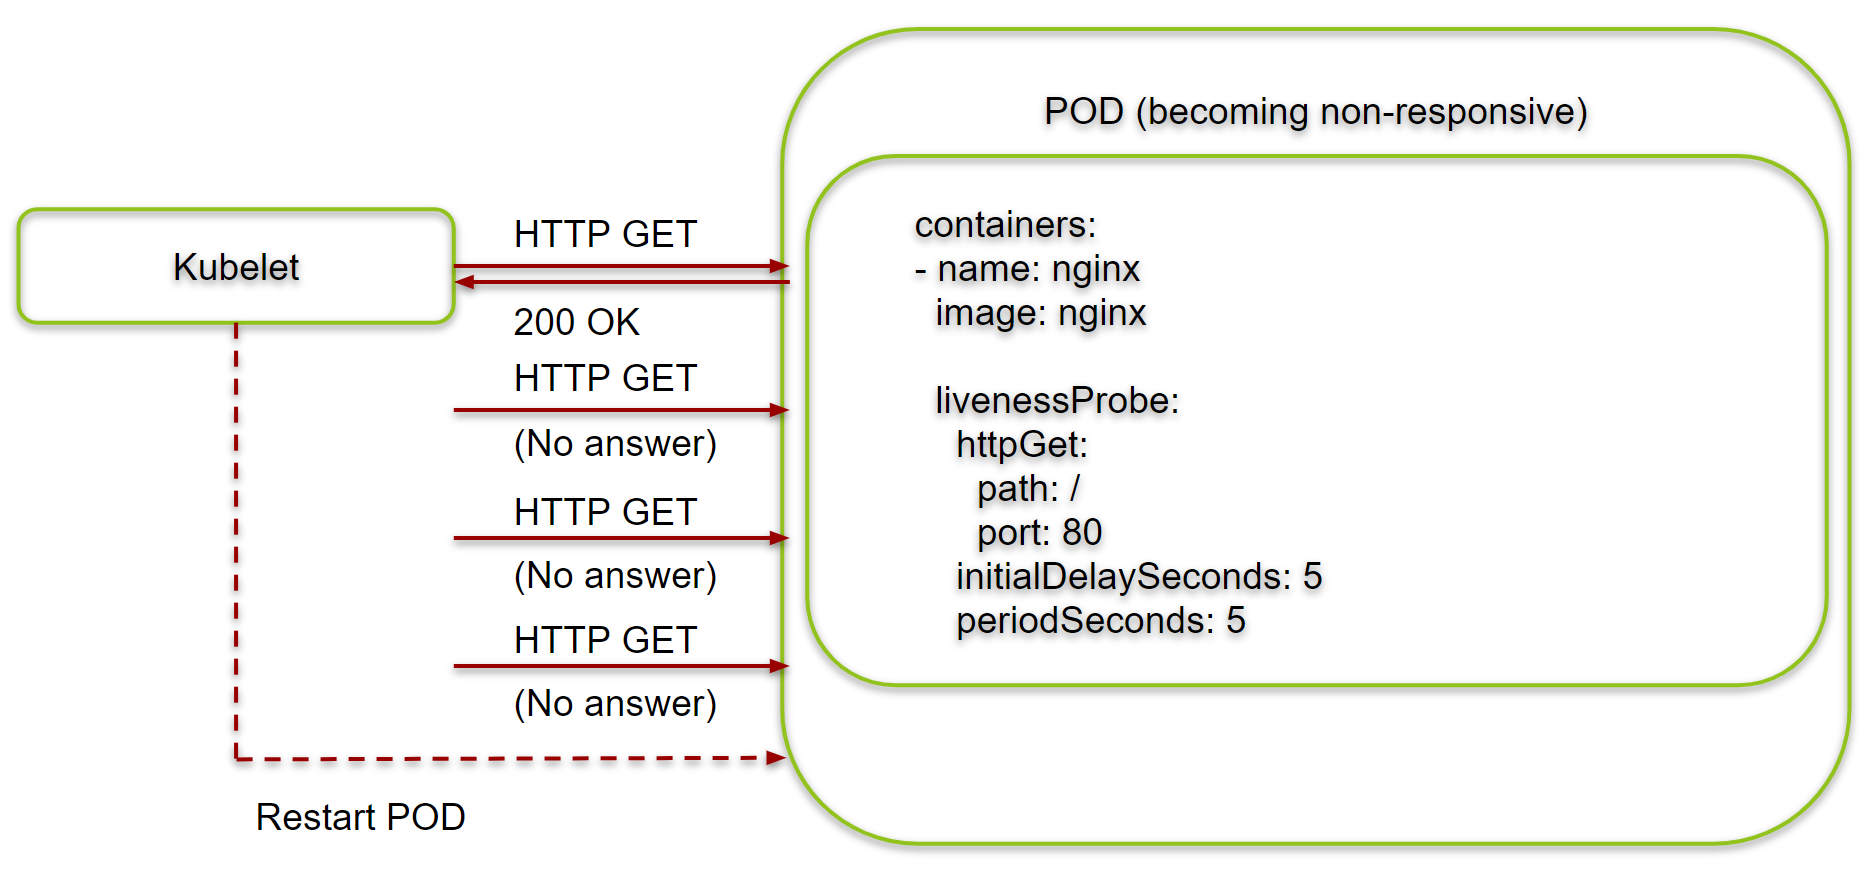 POD (becoming non-responsive)
Kubelet
HTTP GET
200 OK
HTTP GET
(No answer)
HTTP GET
(No answer)
HTTP GET
(No answer)
Restart POD
containers:
- name: nginx
  image: nginx
  livenessProbe:
    httpGet:
      path: /
      port: 80
    initialDelaySeconds: 5
    periodSeconds: 5